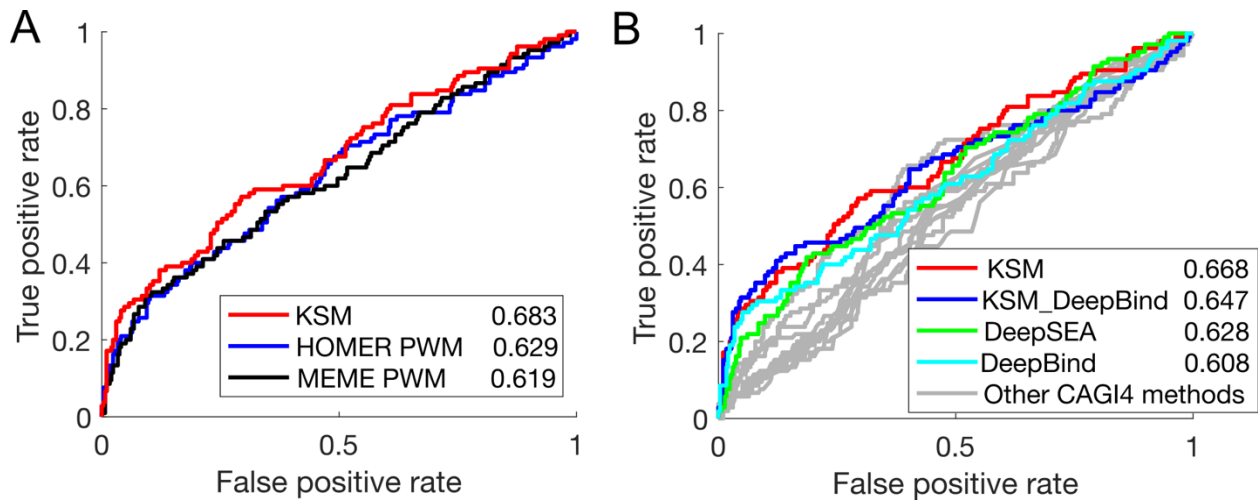 A
True positive rate
1
0.8
0.6
0.4
0.2
0
0
0.5
1
False positive rate
KSM 0.683
HOMER PWM 0.629
MEME PWM 0.619
B
True positive rate
1
0.8
0.6
0.4
0.2
0
0
0.5
1
False positive rate
KSM 0.668
KSM_DeepBind 0.647
DeepSEA 0.628
DeepBind 0.608
Other CAGI4 methods